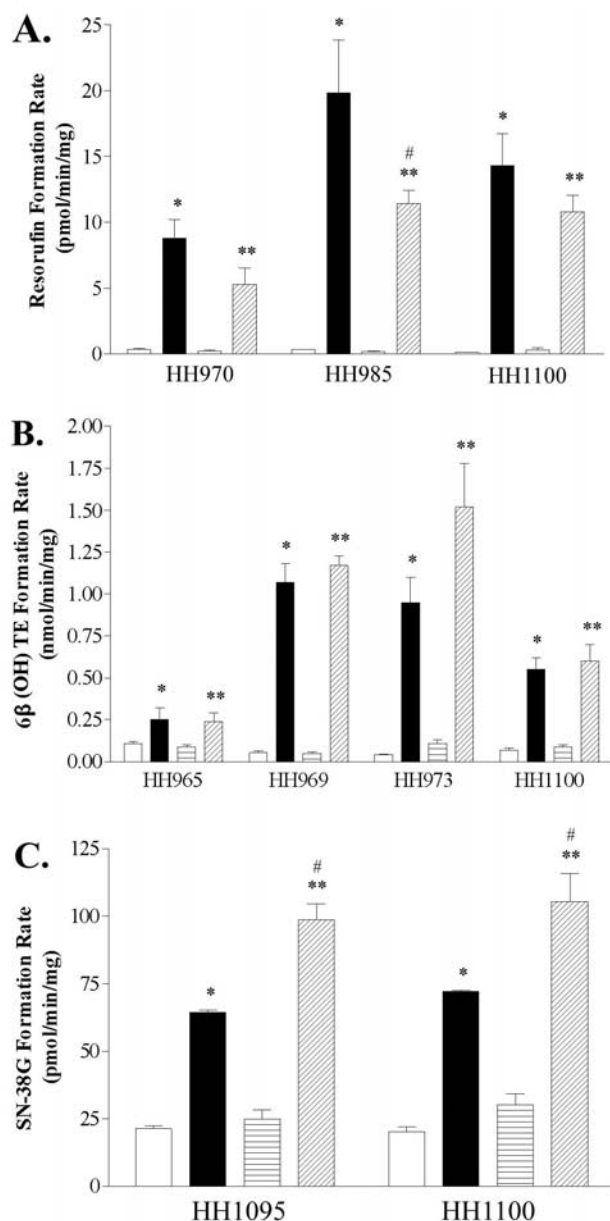 A.
Resorufin Formation Rate
(pmol/min/mg)
25
20
15
10
5
0
*
**
*
#
**
*
**
HH970
HH985
HH1100
B.
6β (OH) TE Formation Rate
(nmol/min/mg)
2.00
1.75
1.50
1.25
1.00
0.75
0.50
0.25
0.00
*
**
*
**
*
**
*
**
HH965
HH969
HH973
HH1100
C.
SN-38G Formation Rate
(pmol/min/mg)
125
100
75
50
25
0
*
#
**
*
#
**
HH1095
HH1100